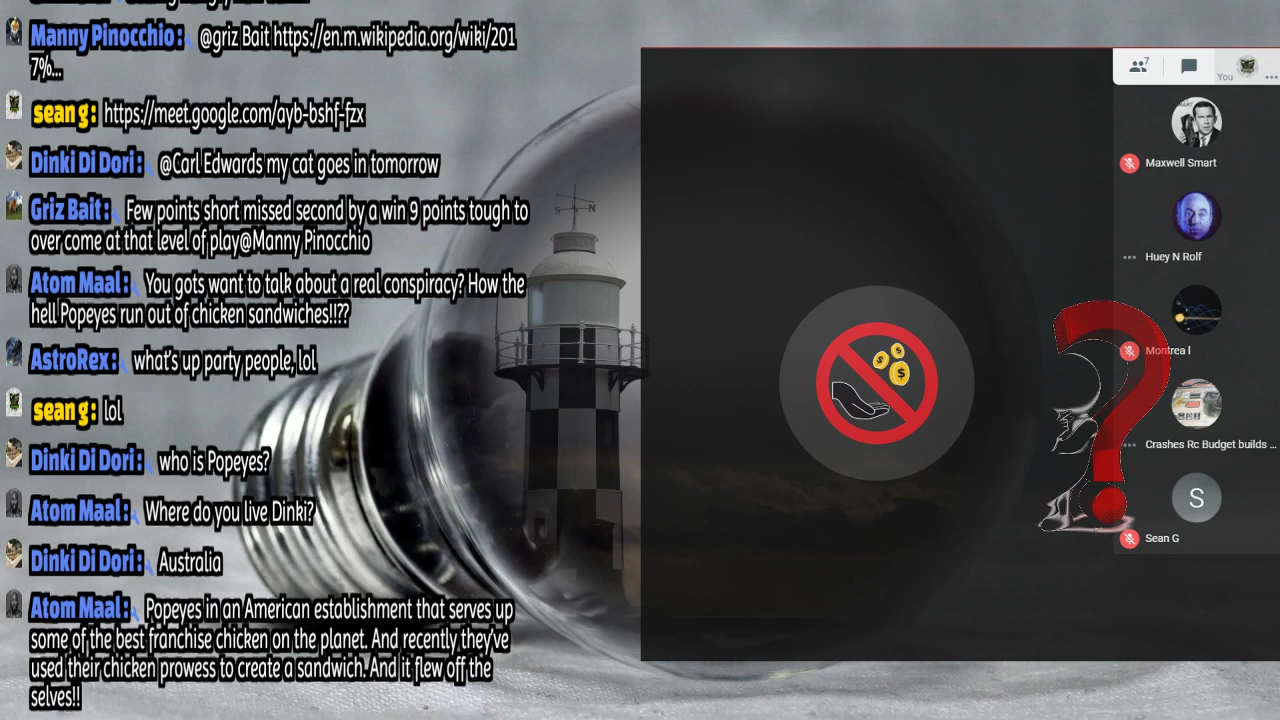 Manny Pinocchio: @griz Bait https://en.m.wikipedia.org/wiki/201
7%...
sean g: https://meet.google.com/ayb-bshf-fzx
Dinki Di Dori: @Carl Edwards my cat goes in tomorrow
Griz Bait: Few points short missed second by a win 9 points tough to
over come at that level of play@Manny Pinocchio
Atom Maal: You gots want to talk about a real conspiracy? How the
hell Popeyes run out of chicken sandwiches!!??
AstroRex: what's up party people, lol
sean g: lol
Dinki Di Dori: who is Popeyes?
Atom Maal: Where do you live Dinki?
Dinki Di Dori: Australia
Atom Maal: Popeyes in an American establishment that serves up
some of the best franchise chicken on the planet. And recently they've
used their chicken prowess to create a sandwich. And it flew off the
selves!!
N
$ $ $
7
You
Maxwell Smart
Huey N Rolf
Montrea l
?
Crashes Rc Budget builds ...
S
Sean G